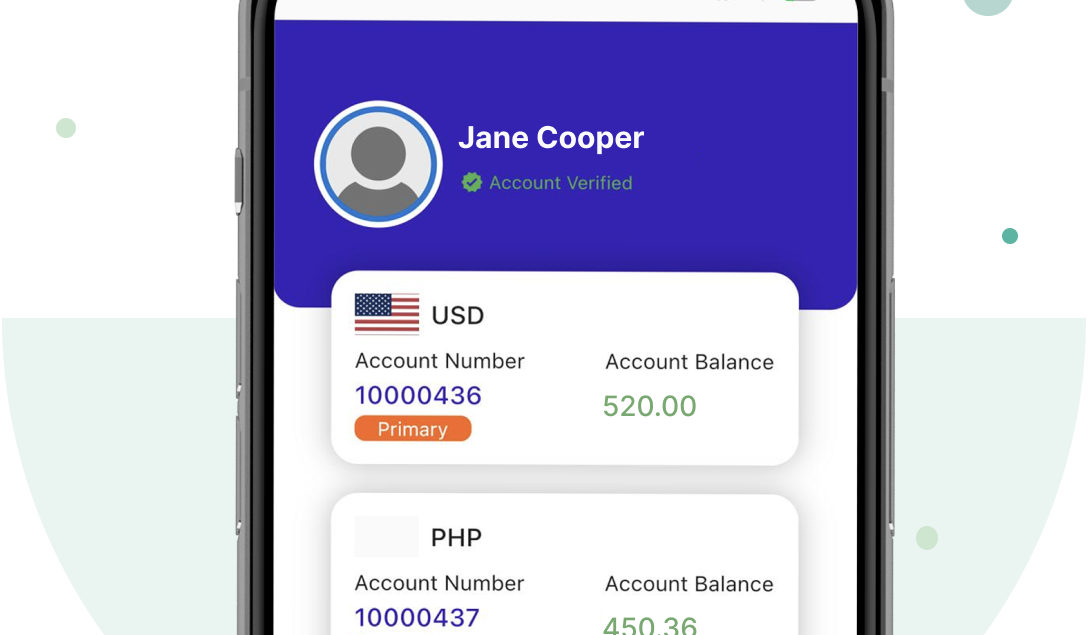 Jane Cooper
Account Verified
USD
Account Number
Account Balance
10000436
520.00
Primary
PHP
Account Number
Account Balance
10000437
450.36